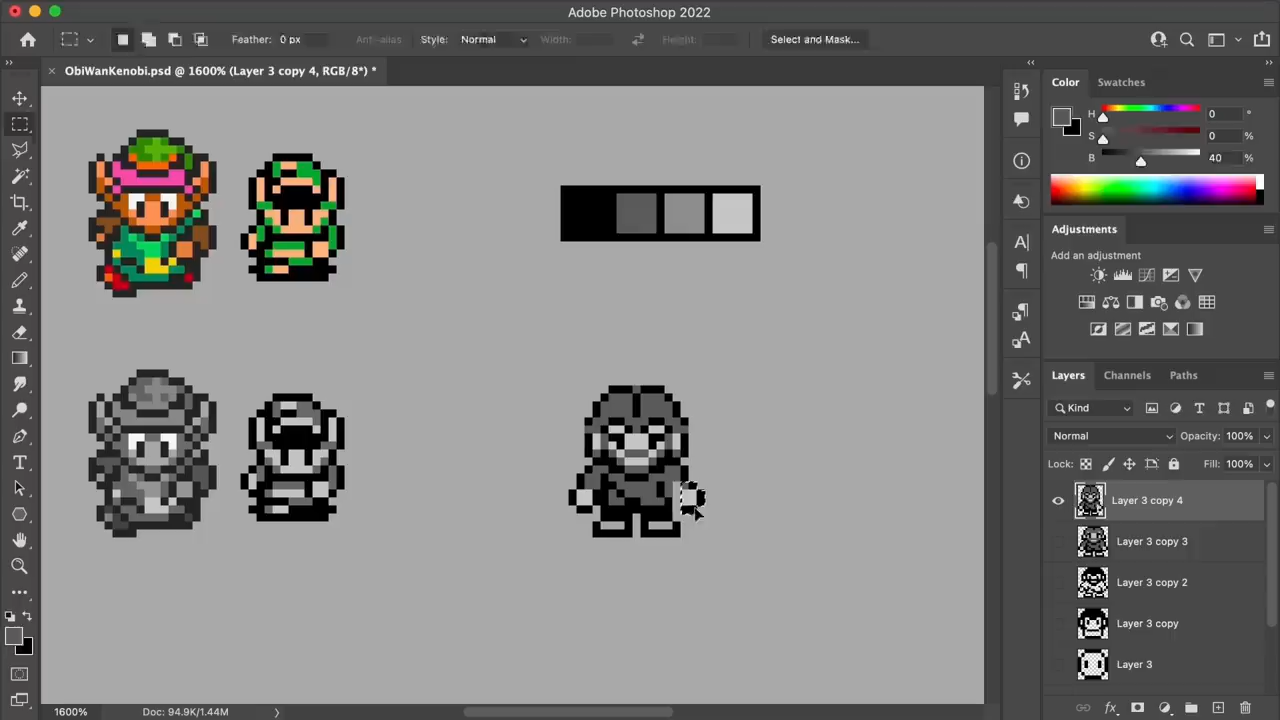 Adobe Photoshop 2022
Feather: 0 px Anti-alias Style: Normal Width: Height: Select and Mask...
ObiWanKenobi.psd @ 1600% (Layer 3 copy 4, RGB/8*) *
Color Swatches
H 0 °
S 0 %
B 40 %
Adjustments
Add an adjustment
Layers Channels Paths
Kind
Normal Opacity: 100%
Lock: Fill: 100%
Layer 3 copy 4
Layer 3 copy 3
Layer 3 copy 2
Layer 3 copy
Layer 3
1600% Doc: 94.9K/1.44M